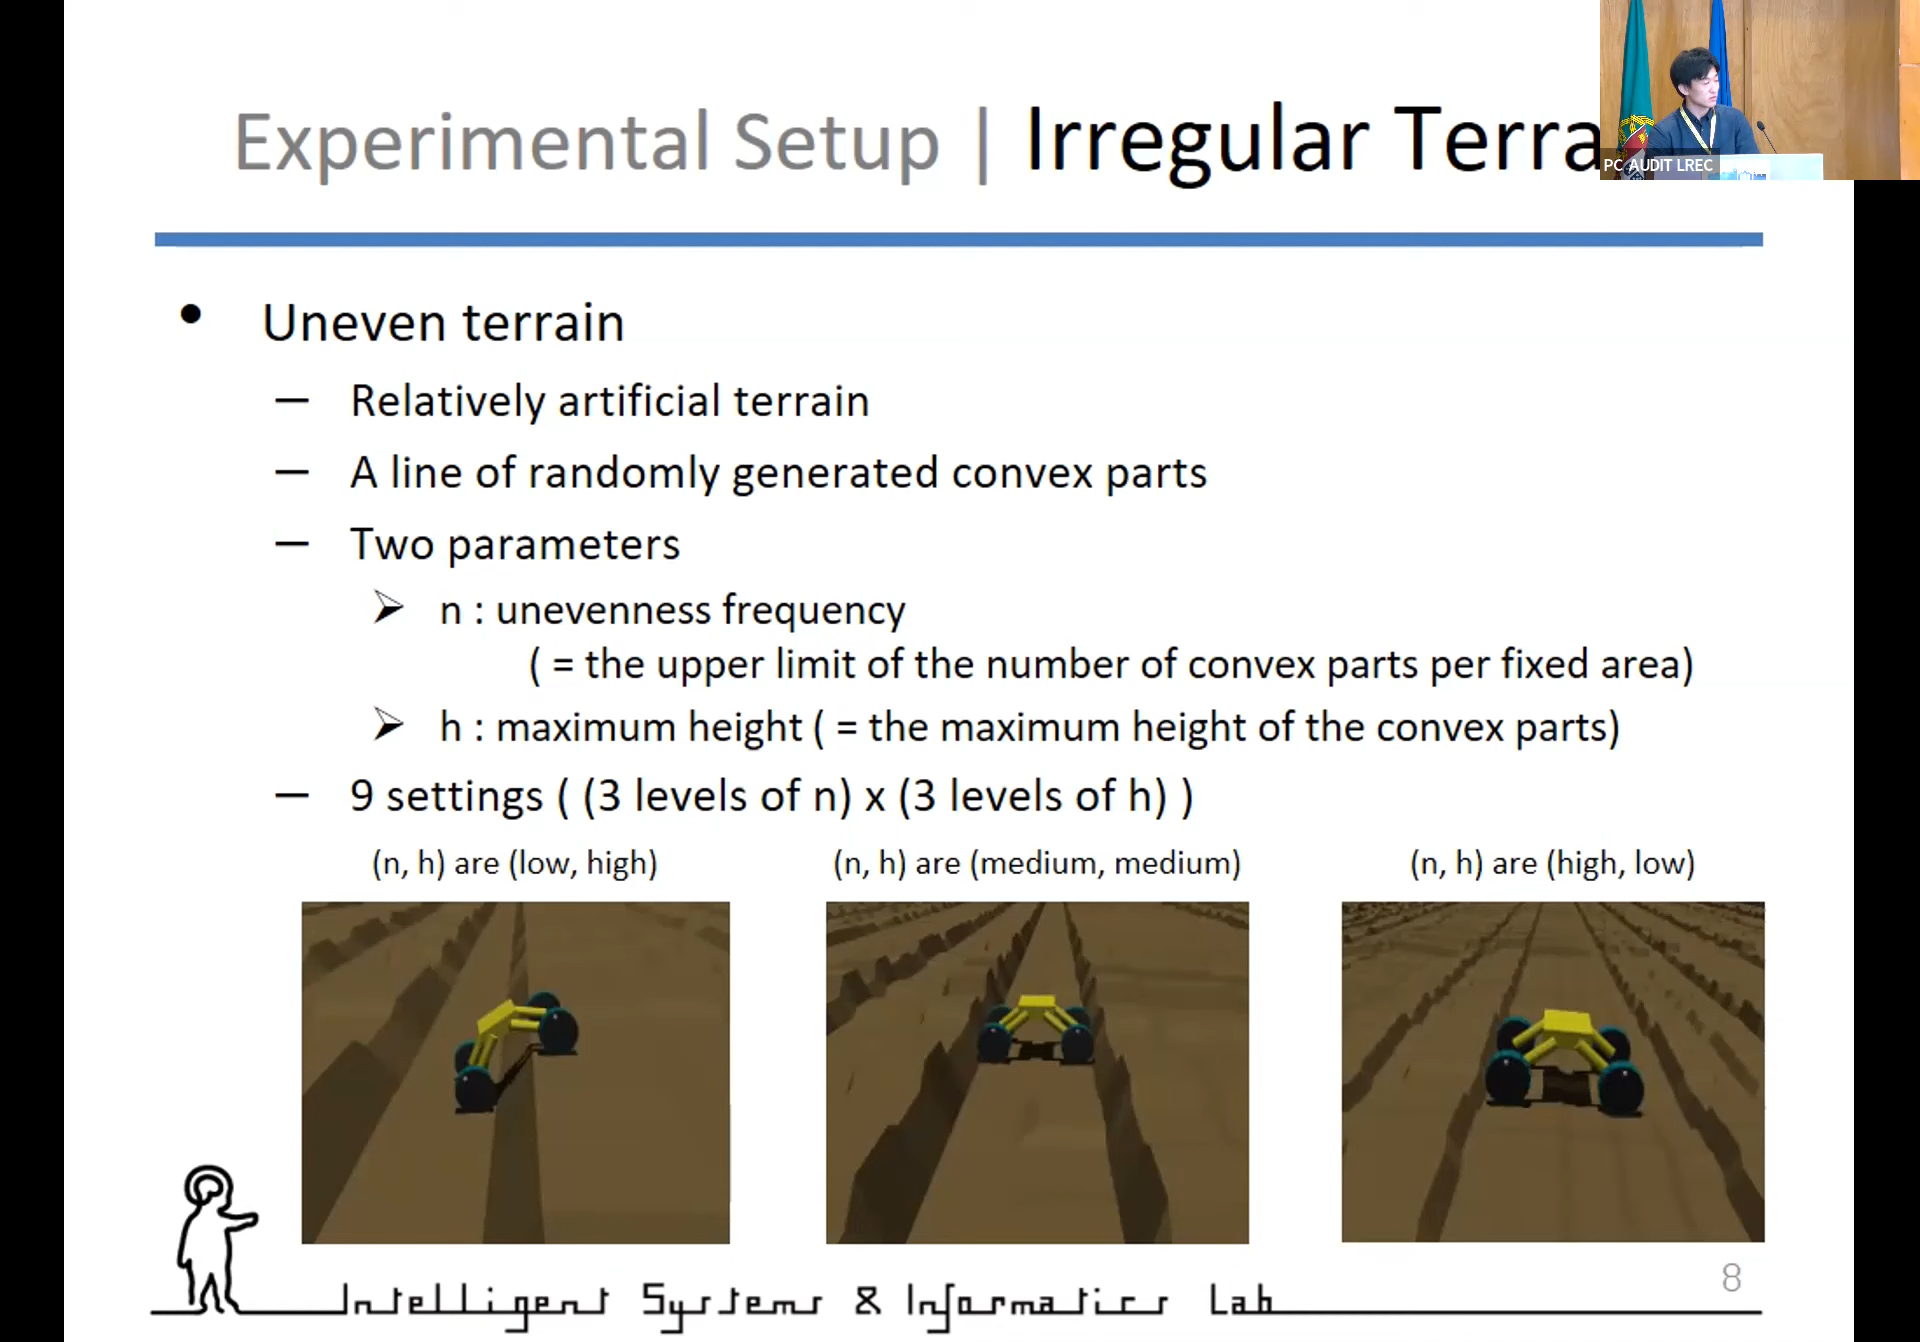 Experimental Setup | Irregular Terra
PC AUDIT LREC
• Uneven terrain
– Relatively artificial terrain
– A line of randomly generated convex parts
– Two parameters
➢ n : unevenness frequency
( = the upper limit of the number of convex parts per fixed area)
➢ h : maximum height ( = the maximum height of the convex parts)
– 9 settings ( (3 levels of n) x (3 levels of h) )
(n, h) are (low, high)
(n, h) are (medium, medium)
(n, h) are (high, low)
8
Intelligent Systems & Informatics Lab